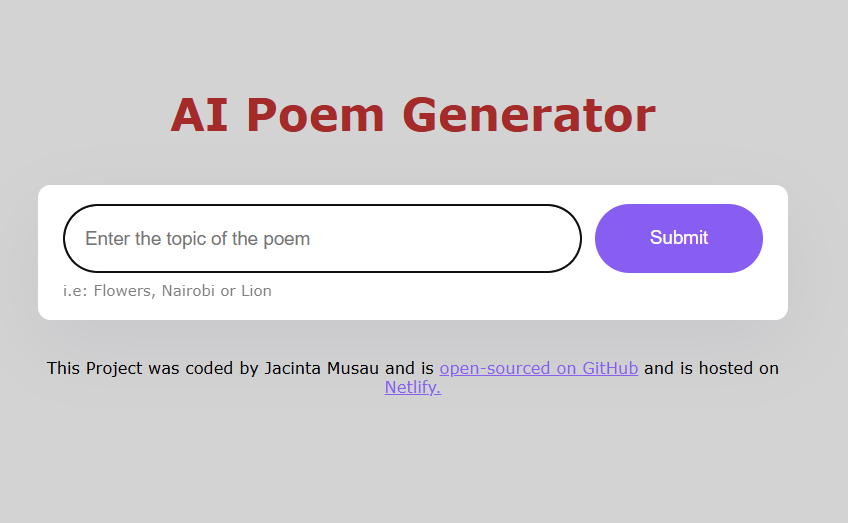 AI Poem Generator
Enter the topic of the poem
Submit
i.e: Flowers, Nairobi or Lion
This Project was coded by Jacinta Musau and is open-sourced on GitHub and is hosted on
Netlify.